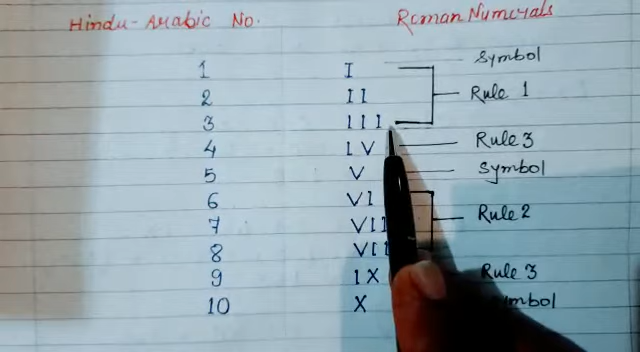 Hindu-Arabic No. Roman Numerals
1 I Symbol
2 II Rule 1
3 III
4 IV Rule 3
5 V Symbol
6 VI
7 VII Rule 2
8
9 IX Rule 3
10 X